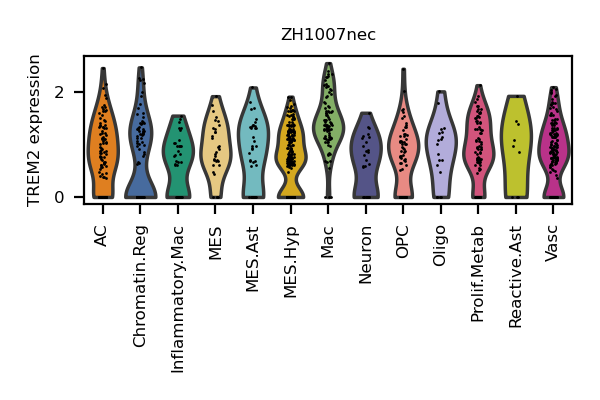 ZH1007nec
TREM2 expression
2
0
AC
Chromatin.Reg
Inflammatory.Mac
MES
MES.Ast
MES.Hyp
Mac
Neuron
OPC
Oligo
Prolif.Metab
Reactive.Ast
Vasc